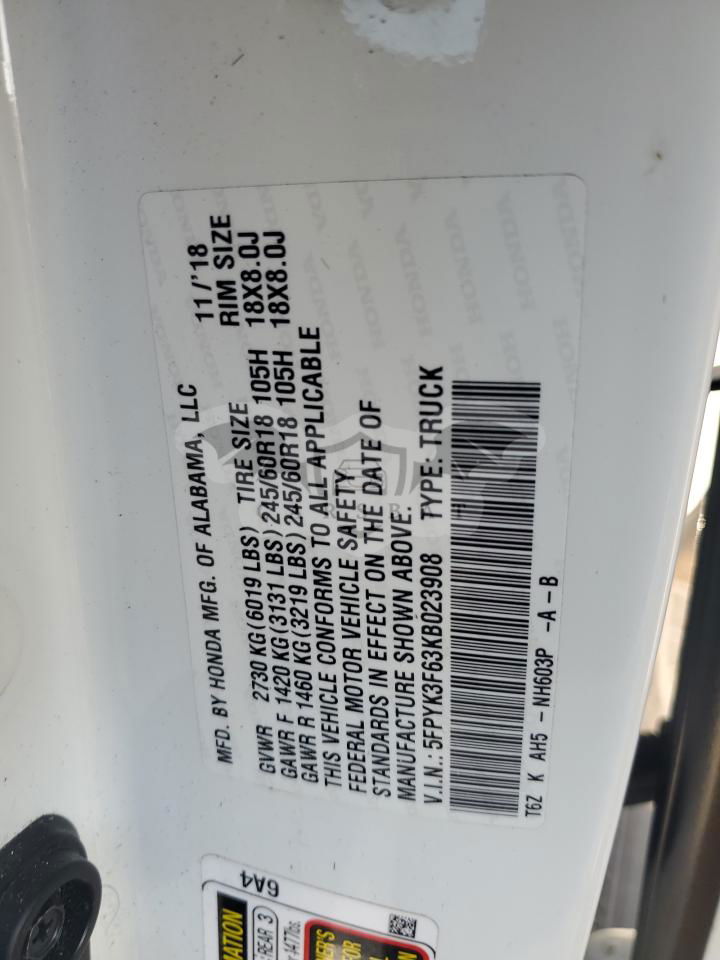 MFD. BY HONDA MFG. OF ALABAMA, LLC 11/'18
GVWR 2730 KG(6019 LBS) TIRE SIZE RIM SIZE
GAWR F 1420 KG(3131 LBS) 245/60R18 105H 18X8.0J
GAWR R 1460 KG(3219 LBS) 245/60R18 105H 18X8.0J
THIS VEHICLE CONFORMS TO ALL APPLICABLE
FEDERAL MOTOR VEHICLE SAFETY
STANDARDS IN EFFECT ON THE DATE OF
MANUFACTURE SHOWN ABOVE.
V.I.N.: 5FPYK3F63KB023908 TYPE: TRUCK
T6Z K AH5 - NH603P -A - B
HONDA
6A4
REAR 3